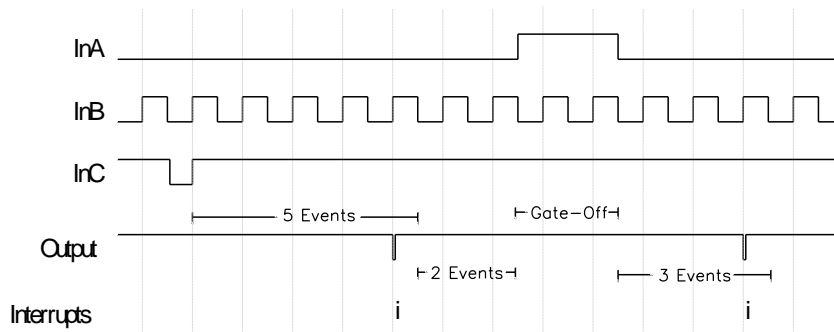 InA
InB
InC
5 Events
Gate-Off
Output
2 Events
3 Events
Interrupts
i
i